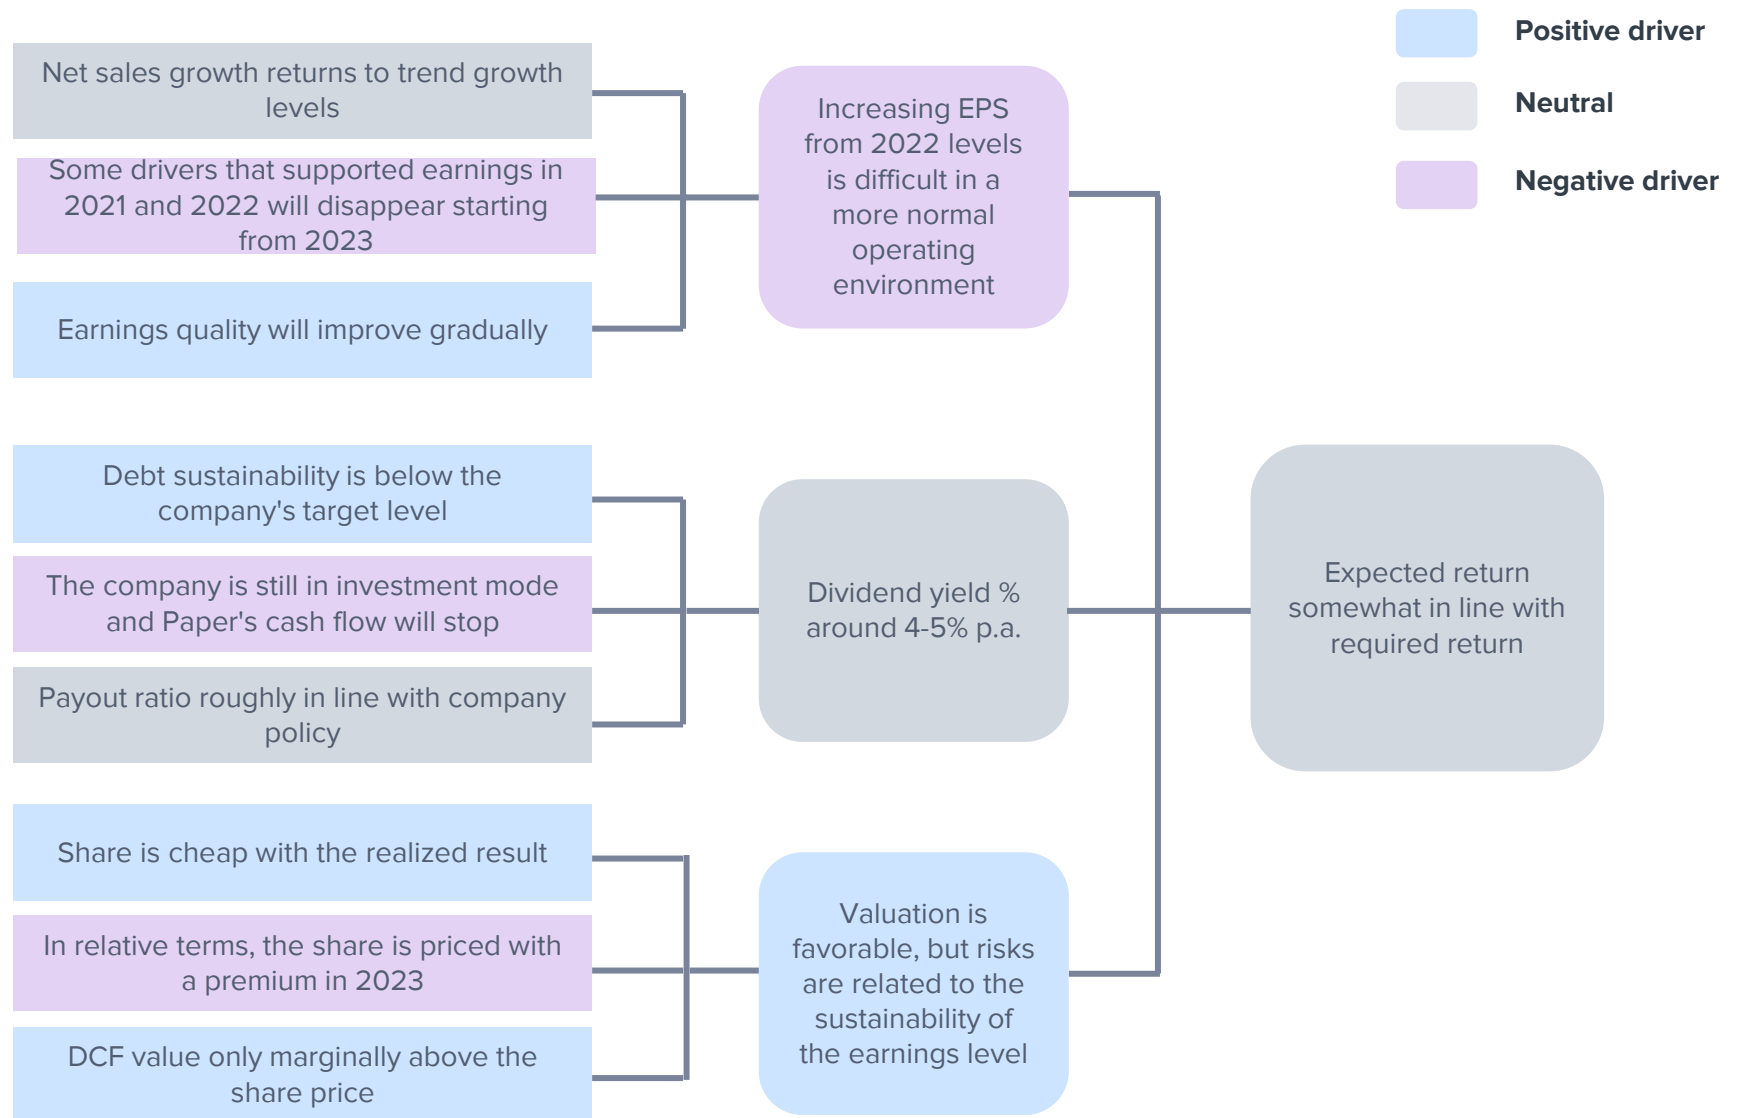 Positive driver
Neutral
Negative driver
Net sales growth returns to trend growth
levels
Some drivers that supported earnings in
2021 and 2022 will disappear starting
from 2023
Earnings quality will improve gradually
Increasing EPS
from 2022 levels
is difficult in a
more normal
operating
environment
Debt sustainability is below the
company's target level
The company is still in investment mode
and Paper's cash flow will stop
Payout ratio roughly in line with company
policy
Dividend yield %
around 4-5% p.a.
Share is cheap with the realized result
In relative terms, the share is priced with
a premium in 2023
DCF value only marginally above the
share price
Valuation is
favorable, but risks
are related to the
sustainability of
the earnings level
Expected return
somewhat in line with
required return